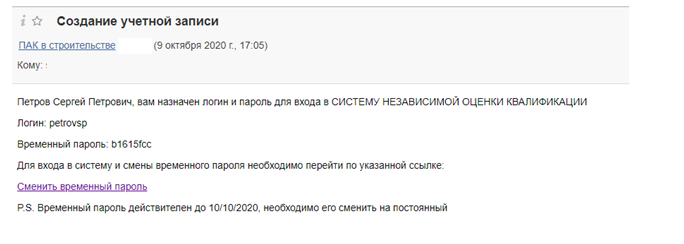 Создание учетной записи
ПАК в строительстве (9 октября 2020 г., 17:05)
Кому:
Петров Сергей Петрович, вам назначен логин и пароль для входа в СИСТЕМУ НЕЗАВИСИМОЙ ОЦЕНКИ КВАЛИФИКАЦИИ
Логин: petrovsp
Временный пароль: b1615fcc
Для входа в систему и смены временного пароля необходимо перейти по указанной ссылке:
Сменить временный пароль
P.S. Временный пароль действителен до 10/10/2020, необходимо его сменить на постоянный